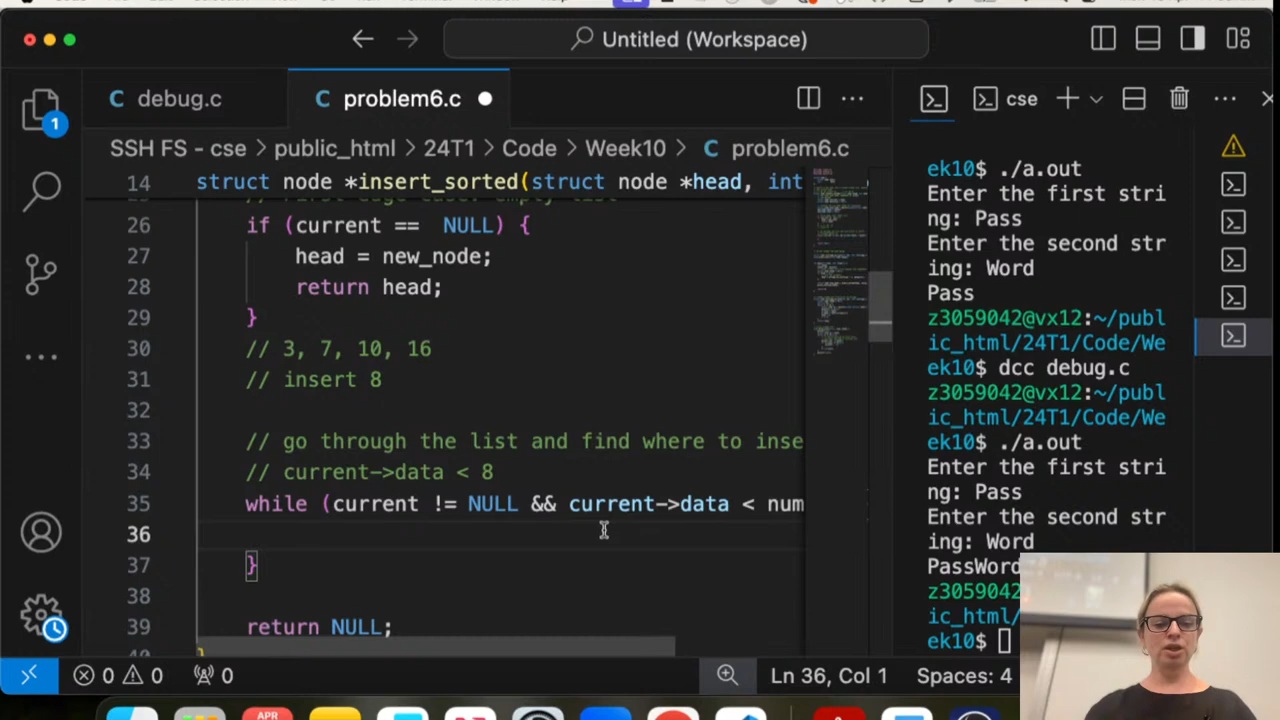 Untitled (Workspace)
debug.c
problem6.c
cse
SSH FS - cse > public_html > 24T1 > Code > Week10 > C problem6.c
14 struct node *insert_sorted(struct node *head, int
26 if (current == NULL) {
27 head = new_node;
28 return head;
29 }
30 // 3, 7, 10, 16
31 // insert 8
32
33 // go through the list and find where to inse
34 // current->data < 8
35 while (current != NULL && current->data < num
36
37 }
38
39 return NULL;
ek10$ ./a.out
Enter the first stri
ng: Pass
Enter the second str
ing: Word
Pass
z3059042@vx12:~/publ
ic_html/24T1/Code/We
ek10$ dcc debug.c
z3059042@vx12:~/publ
ic_html/24T1/Code/We
ek10$ ./a.out
Enter the first stri
ng: Pass
Enter the second str
ing: Word
PassWord
z3059042
ic_html/
ek10$
1
0 0 0
Ln 36, Col 1
Spaces: 4
APR